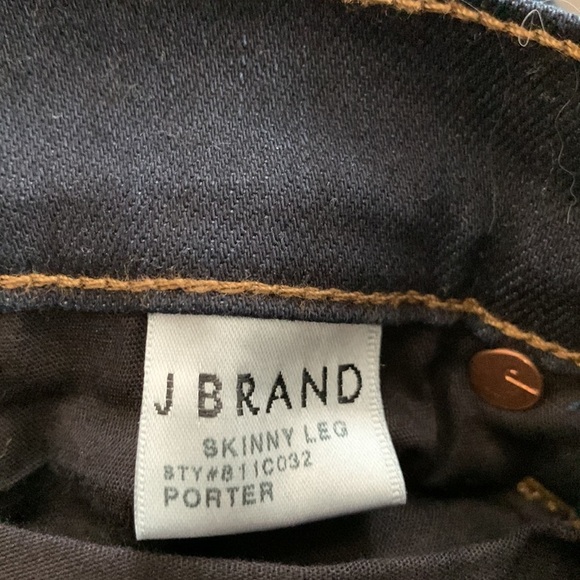 J BRAND
SKINNY LEG
STY#811C032
PORTER
J